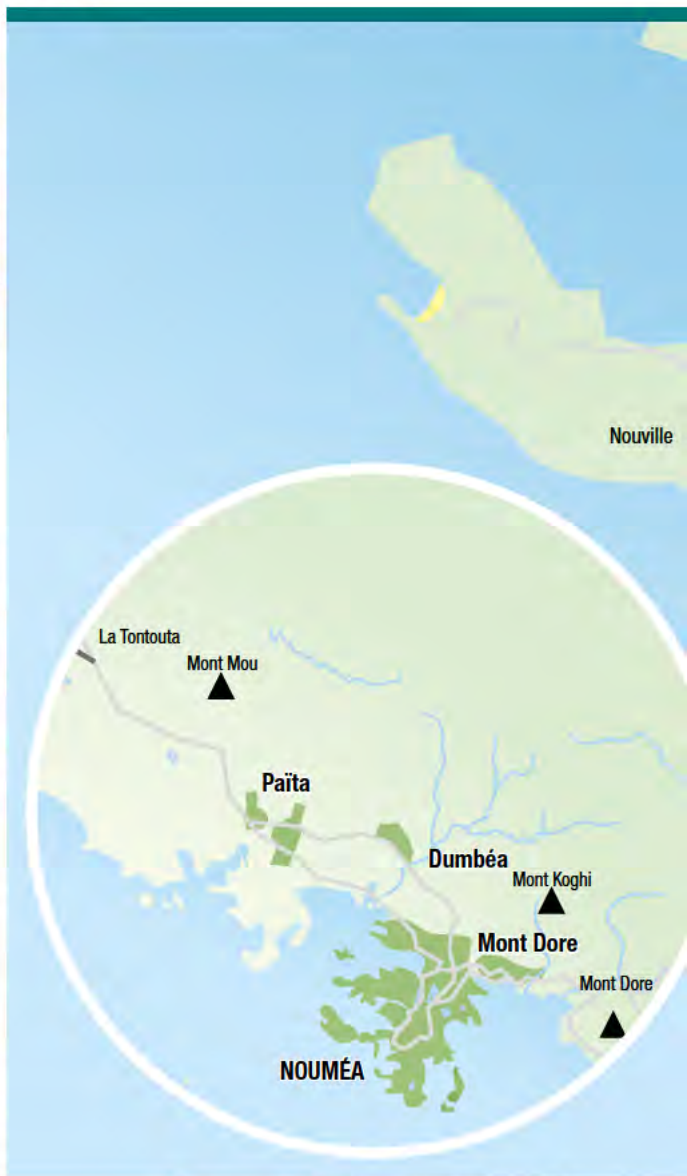 Nouville
La Tontouta
Mont Mou
Païta
Dumbéa
Mont Koghi
Mont Dore
Mont Dore
NOUMÉA